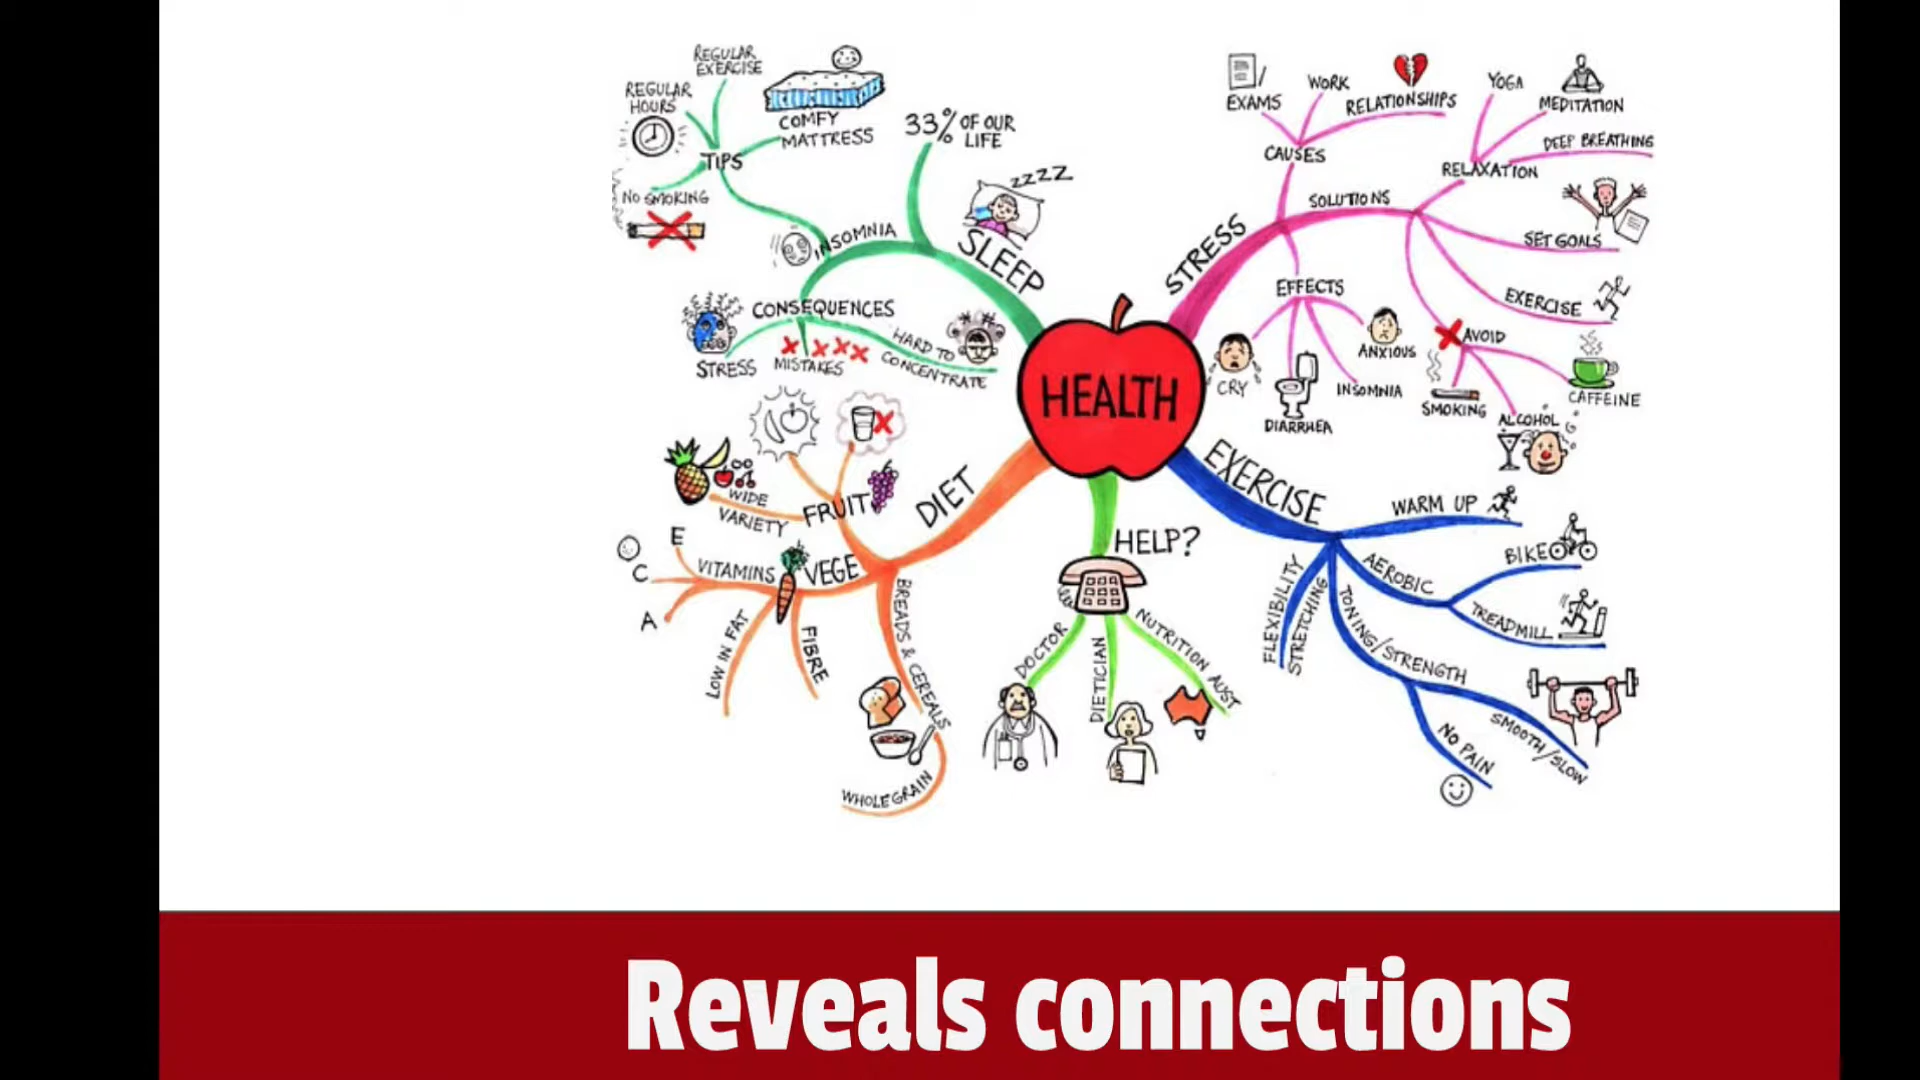 REGULAR
EXERCISE
REGULAR
HOURS
COMFY
MATTRESS
TIPS
NO SMOKING
33% OF OUR
LIFE
ZZZZ
INSOMNIA
SLEEP
CONSEQUENCES
STRESS
MISTAKES
HARD TO
CONCENTRATE
EXAMS
WORK
RELATIONSHIPS
CAUSES
YOGA
MEDITATION
DEEP BREATHING
RELAXATION
SOLUTIONS
STRESS
SET GOALS
EXERCISE
EFFECTS
CRY
DIARRHEA
INSOMNIA
ANXIOUS
AVOID
SMOKING
ALCOHOL
CAFFEINE
HEALTH
DIET
FRUIT
WIDE
VARIETY
VEGE
VITAMINS
E
C
A
LOW IN FAT
FIBRE
BREADS & CEREALS
WHOLEGRAIN
HELP?
DOCTOR
DIETICIAN
NUTRITION AUST
EXERCISE
WARM UP
AEROBIC
BIKE
TREADMILL
FLEXIBILITY
STRETCHING
TONING/STRENGTH
NO PAIN
SMOOTH/SLOW
Reveals connections